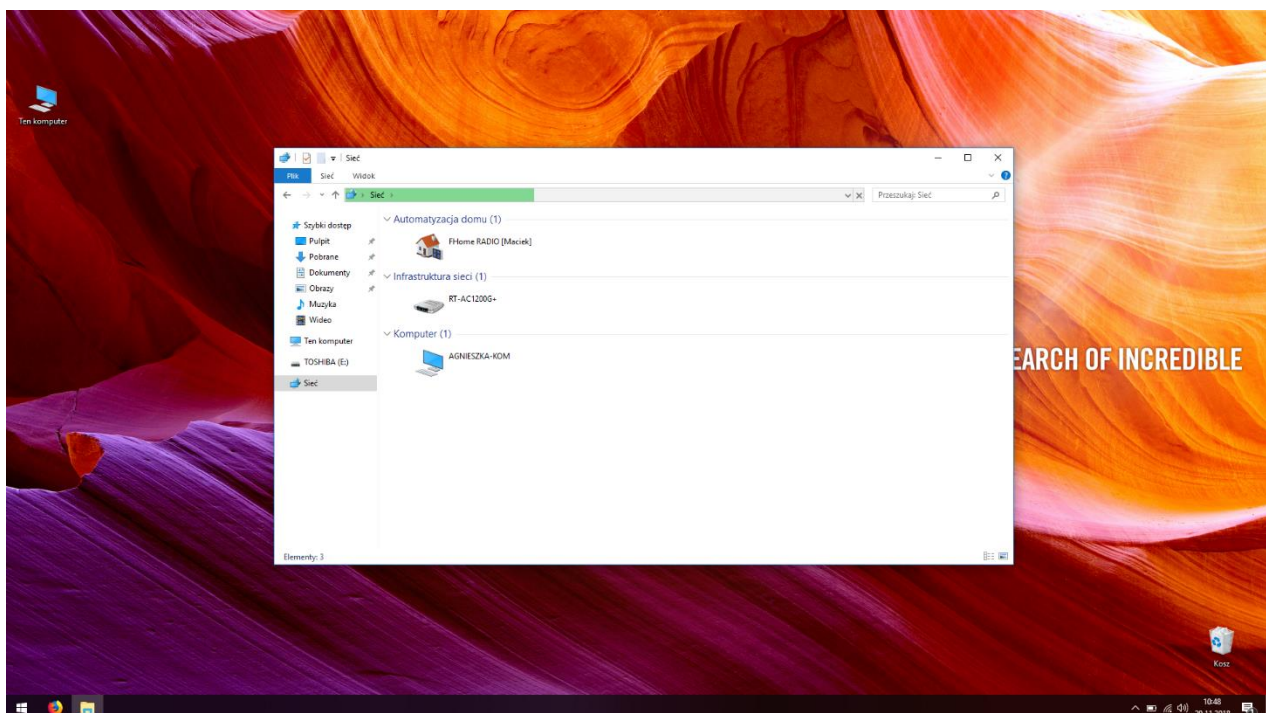 Ten komputer
Sieć
Plik Sieć Widok
Sieć
Przeszukaj: Sieć
Szybki dostęp
Pulpit
Pobrane
Dokumenty
Obrazy
Muzyka
Wideo
Ten komputer
TOSHIBA (E:)
Sieć
Automatyzacja domu (1)
FHome RADIO [Maciek]
Infrastruktura sieci (1)
RT-AC1200G+
Komputer (1)
AGNIESZKA-KOM
Elementy: 3
EARCH OF INCREDIBLE
Kosz
10:48